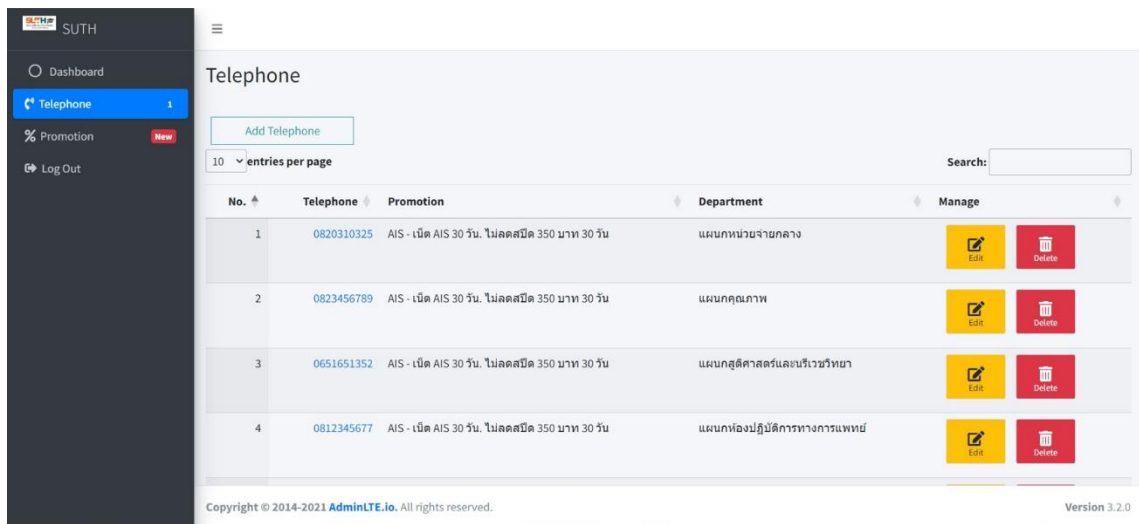 SUTH
SUTH
Dashboard
Telephone 1
Promotion New
Log Out
Telephone
Add Telephone
10 entries per page
Search:
No. Telephone Promotion Department Manage
1 0820310325 AIS - เน็ต AIS 30 วัน. ไม่ลดสปีด 350 บาท 30 วัน แผนกหน่วยจ่ายกลาง Edit Delete
2 0823456789 AIS - เน็ต AIS 30 วัน. ไม่ลดสปีด 350 บาท 30 วัน แผนกคุณภาพ Edit Delete
3 0651651352 AIS - เน็ต AIS 30 วัน. ไม่ลดสปีด 350 บาท 30 วัน แผนกสูติศาสตร์และนรีเวชวิทยา Edit Delete
4 0812345677 AIS - เน็ต AIS 30 วัน. ไม่ลดสปีด 350 บาท 30 วัน แผนกห้องปฏิบัติการทางการแพทย์ Edit Delete
Copyright © 2014-2021 AdminLTE.io. All rights reserved.
Version 3.2.0